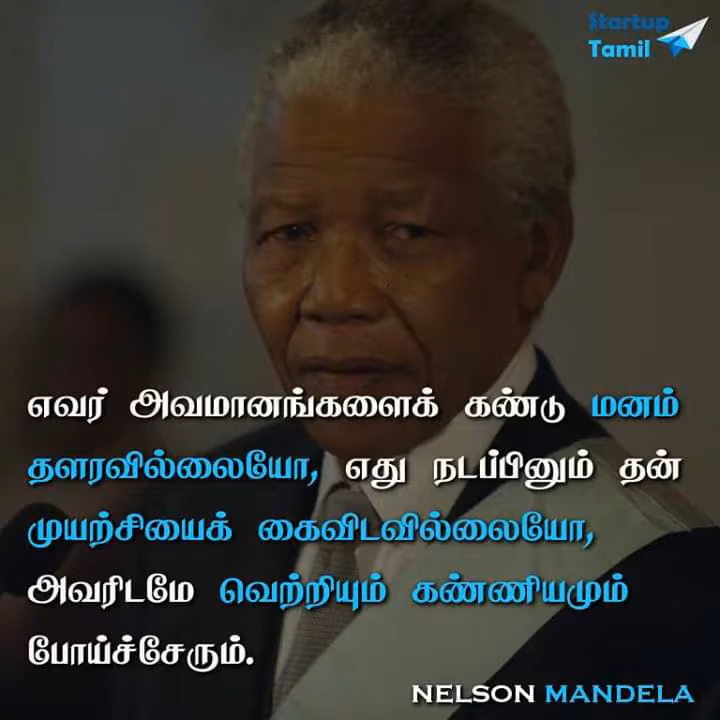 Startup
Tamil
எவர் அவமானங்களைக் கண்டு மனம்
தளரவில்லையோ, எது நடப்பினும் தன்
முயற்சியைக் கைவிடவில்லையோ,
அவரிடமே வெற்றியும் கண்ணியமும்
போய்ச்சேரும்.
NELSON MANDELA